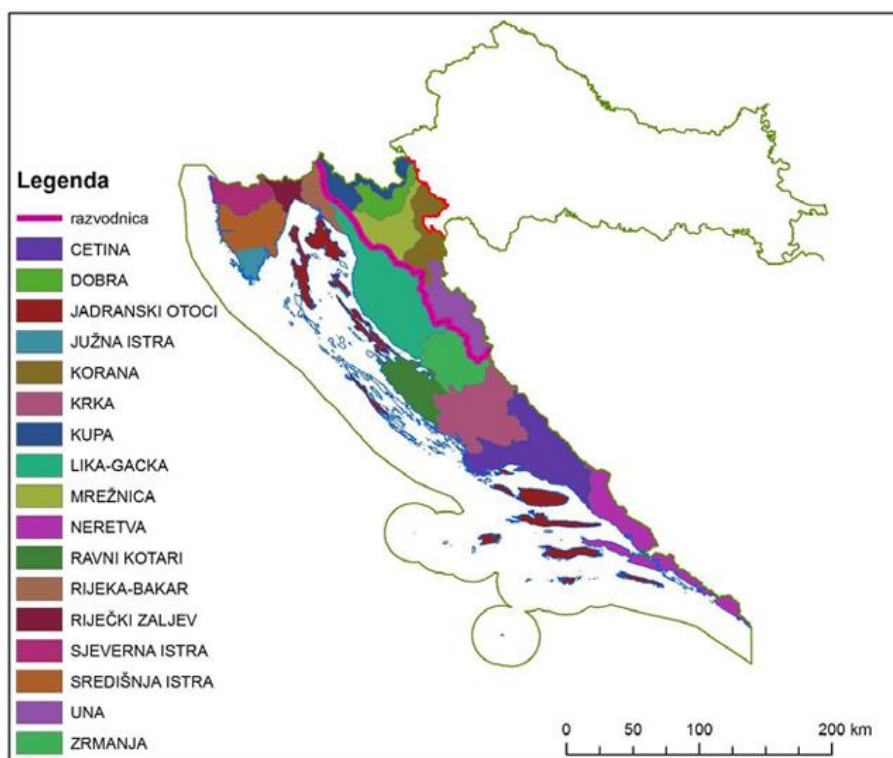 Legenda
razvodnica
CETINA
DOBRA
JADRANSKI OTOCI
JUŽNA ISTRA
KORANA
KRKA
KUPA
LIKA-GACKA
MREŽNICA
NERETVA
RAVNI KOTARI
RIJEKA-BAKAR
RIJEČKI ZALJEV
SJEVERNA ISTRA
SREDIŠNJA ISTRA
UNA
ZRMANJA
0 50 100 200 km